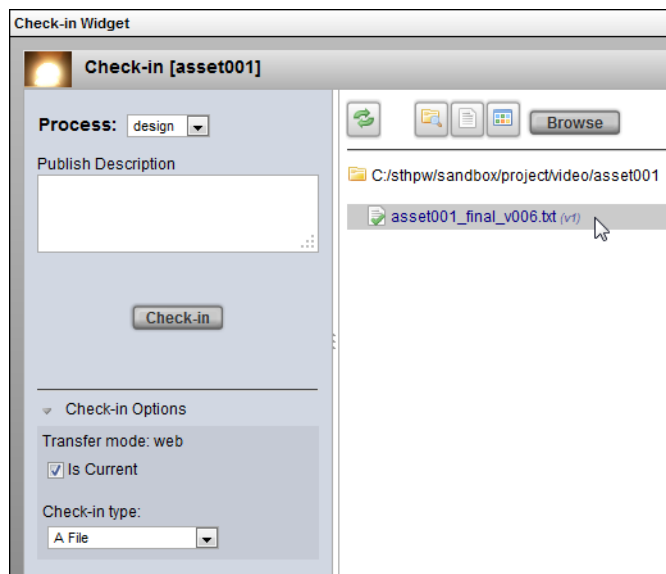 Check-in Widget
Check-in [asset001]
Process: design
Publish Description
Check-in
Check-in Options
Transfer mode: web
Is Current
Check-in type:
A File
Browse
C:/sthpw/sandbox/project/video/asset001
asset001_final_v006.txt (v1)